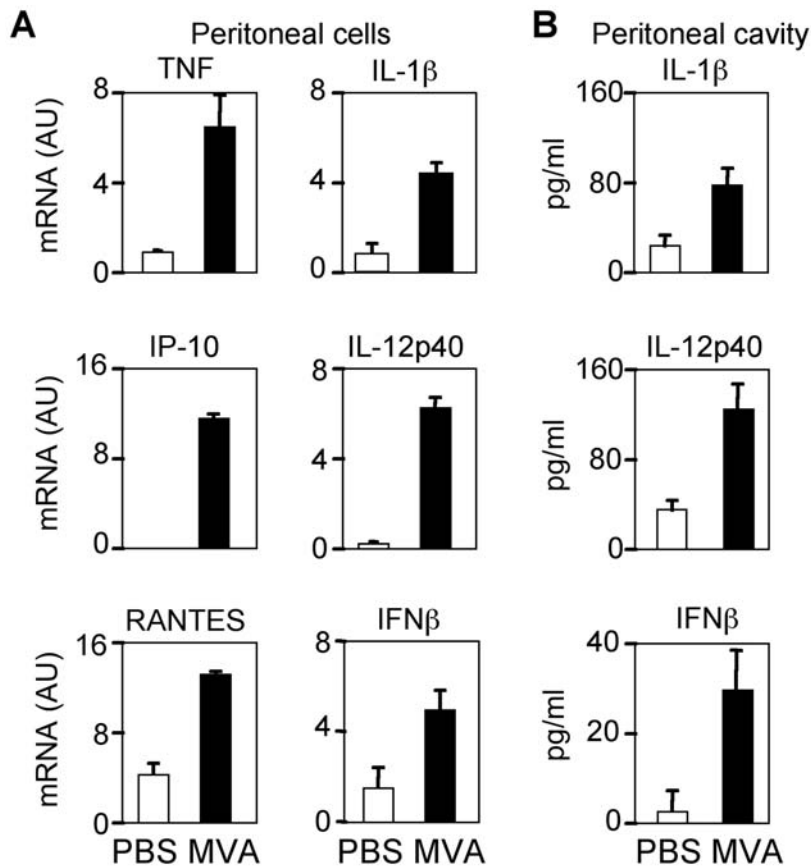 A Peritoneal cells B Peritoneal cavity
TNF IL-1β IL-1β
mRNA (AU) 8 4 0 8 4 0 pg/ml 160 80 0
IP-10 IL-12p40 IL-12p40
mRNA (AU) 16 8 0 8 4 0 pg/ml 160 80 0
RANTES IFNβ IFNβ
mRNA (AU) 16 8 0 8 4 0 pg/ml 40 20 0
PBS MVA PBS MVA PBS MVA